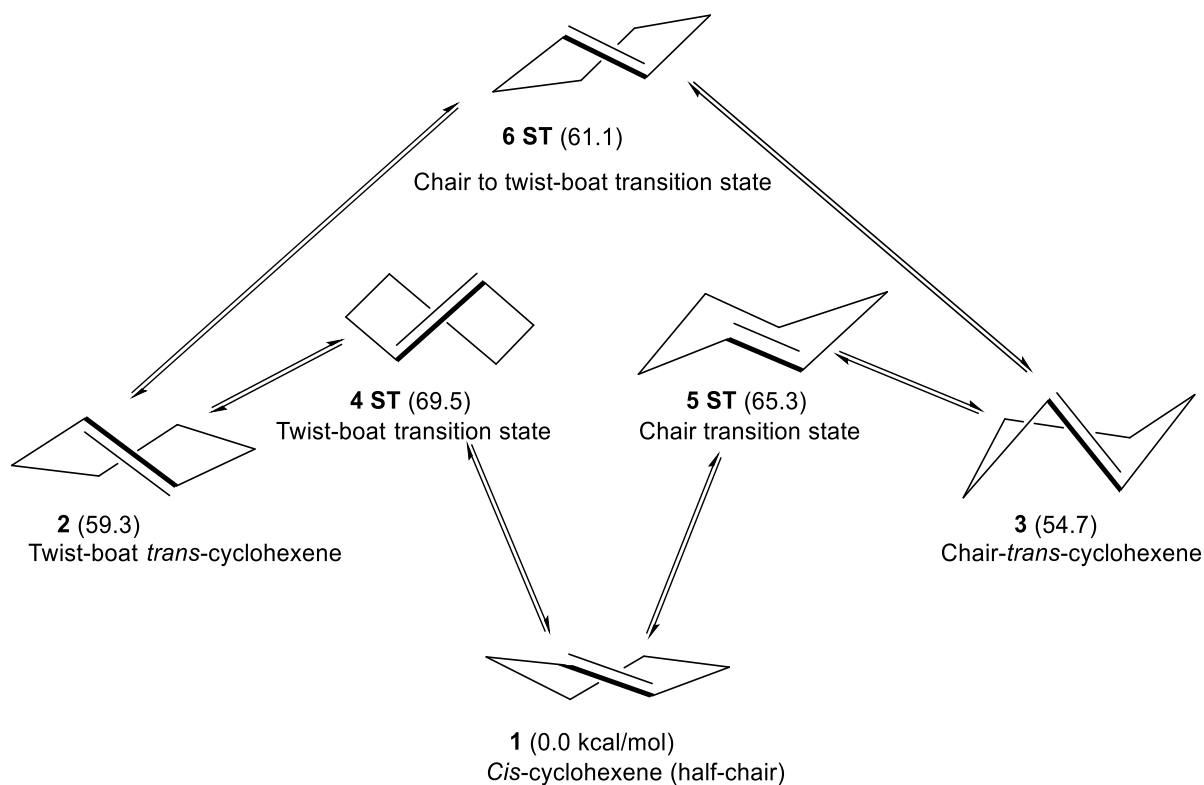 6 ST (61.1)
Chair to twist-boat transition state
4 ST (69.5)
Twist-boat transition state
5 ST (65.3)
Chair transition state
2 (59.3)
Twist-boat trans-cyclohexene
3 (54.7)
Chair-trans-cyclohexene
1 (0.0 kcal/mol)
Cis-cyclohexene (half-chair)